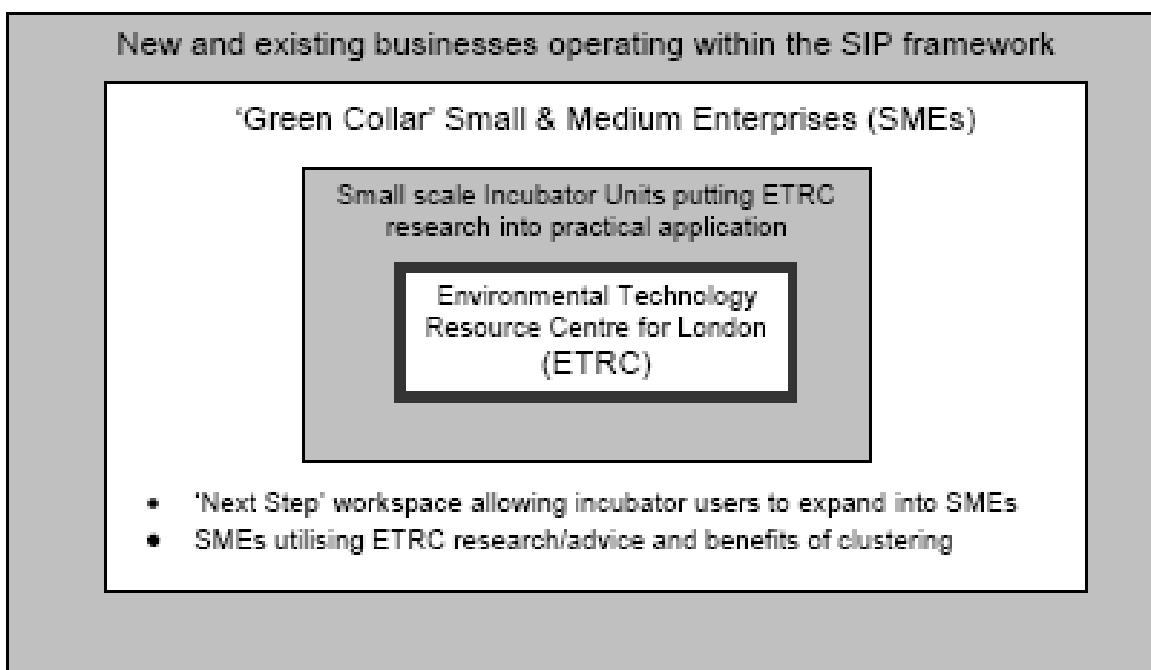 New and existing businesses operating within the SIP framework
‘Green Collar’ Small & Medium Enterprises (SMEs)
Small scale Incubator Units putting ETRC
research into practical application
Environmental Technology
Resource Centre for London
(ETRC)
• ‘Next Step’ workspace allowing incubator users to expand into SMEs
• SMEs utilising ETRC research/advice and benefits of clustering